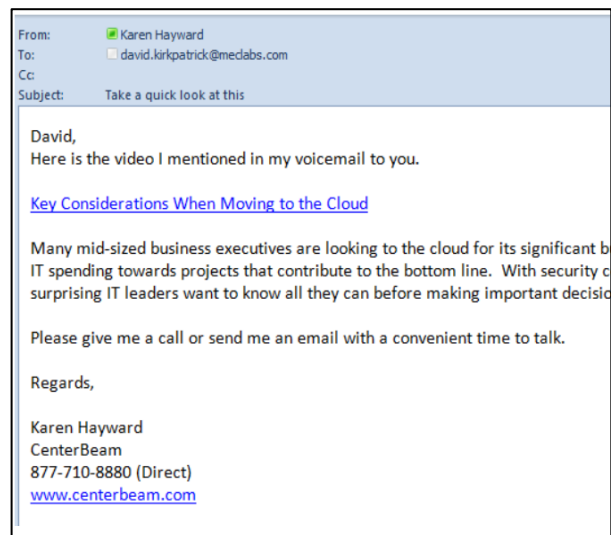 From: Karen Hayward
To: david.kirkpatrick@meclabs.com
Cc:
Subject: Take a quick look at this
David,
Here is the video I mentioned in my voicemail to you.
Key Considerations When Moving to the Cloud
Many mid-sized business executives are looking to the cloud for its significant
IT spending towards projects that contribute to the bottom line. With security
surprising IT leaders want to know all they can before making important
Please give me a call or send me an email with a convenient time to talk.
Regards,
Karen Hayward
CenterBeam
877-710-8880 (Direct)
www.centerbeam.com